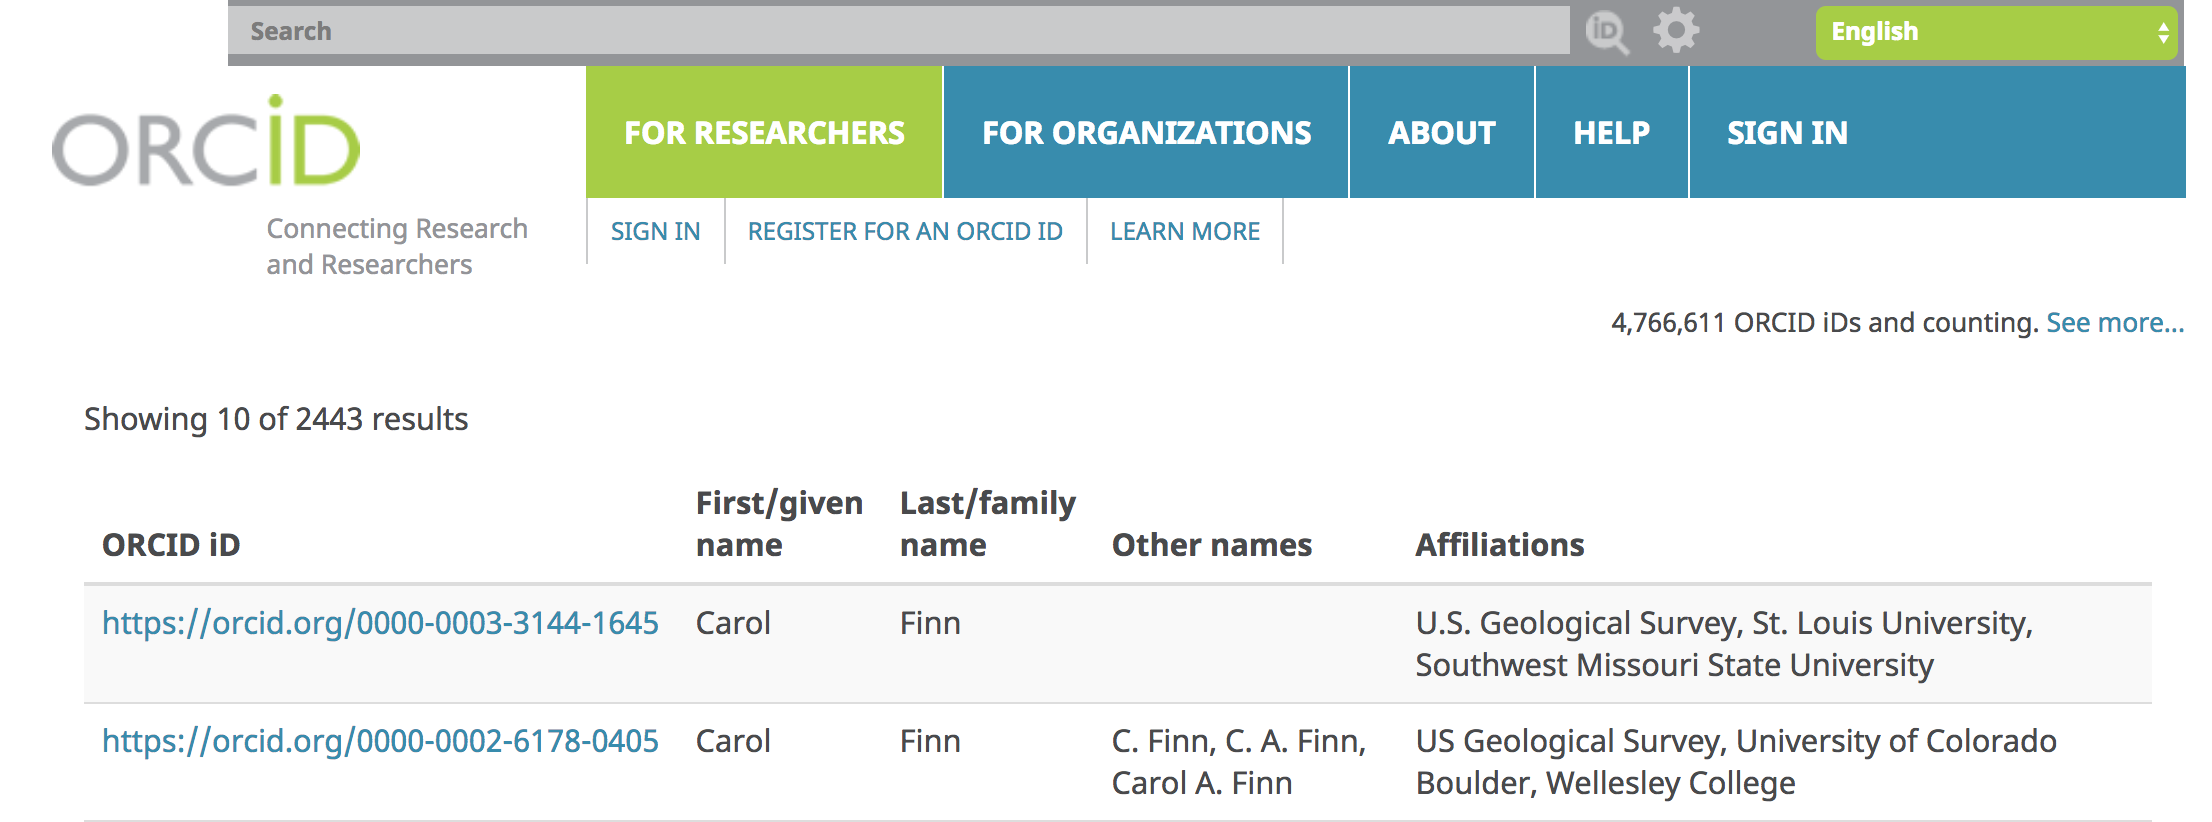 Search
iD
English
ORCiD
FOR RESEARCHERS
FOR ORGANIZATIONS
ABOUT
HELP
SIGN IN
Connecting Research
and Researchers
SIGN IN
REGISTER FOR AN ORCID ID
LEARN MORE
4,766,611 ORCID iDs and counting. See more...
Showing 10 of 2443 results
ORCID iD
First/given
name
Last/family
name
Other names
Affiliations
https://orcid.org/0000-0003-3144-1645
Carol
Finn
U.S. Geological Survey, St. Louis University,
Southwest Missouri State University
https://orcid.org/0000-0002-6178-0405
Carol
Finn
C. Finn, C. A. Finn,
Carol A. Finn
US Geological Survey, University of Colorado
Boulder, Wellesley College